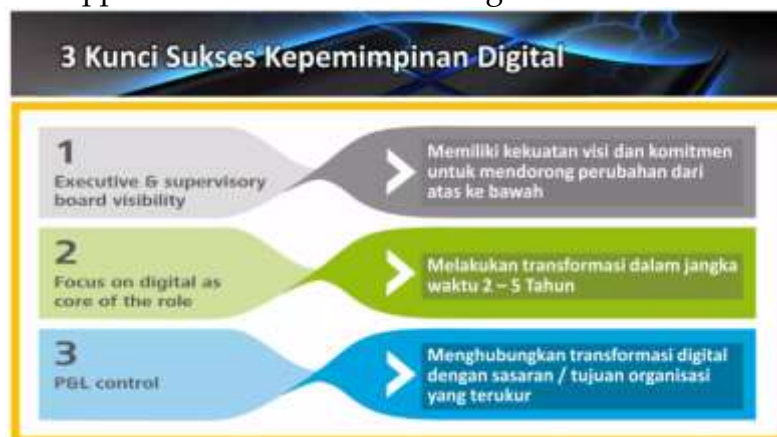 3 Kunci Sukses Kepemimpinan Digital
1
Executive & supervisory
board visibility
Memiliki kekuatan visi dan komitmen
untuk mendorong perubahan dari
atas ke bawah
2
Focus on digital as
core of the role
Melakukan transformasi dalam jangka
waktu 2 – 5 Tahun
3
P&L control
Menghubungkan transformasi digital
dengan sasaran / tujuan organisasi
yang terukur